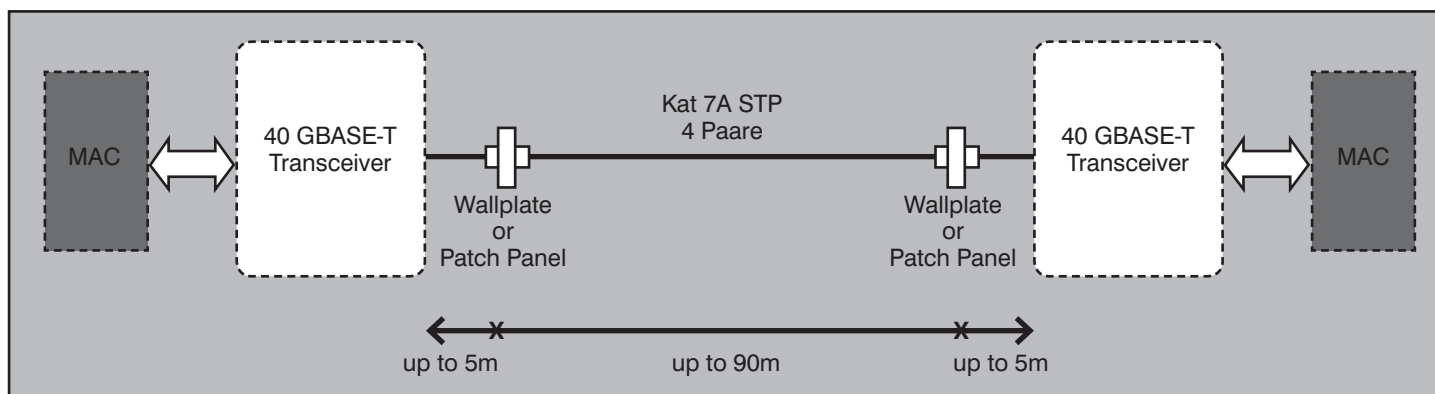 MAC
40 GBASE-T
Transceiver
Kat 7A STP
4 Paare
40 GBASE-T
Transceiver
MAC
Wallplate
or
Patch Panel
Wallplate
or
Patch Panel
up to 5m
up to 90m
up to 5m